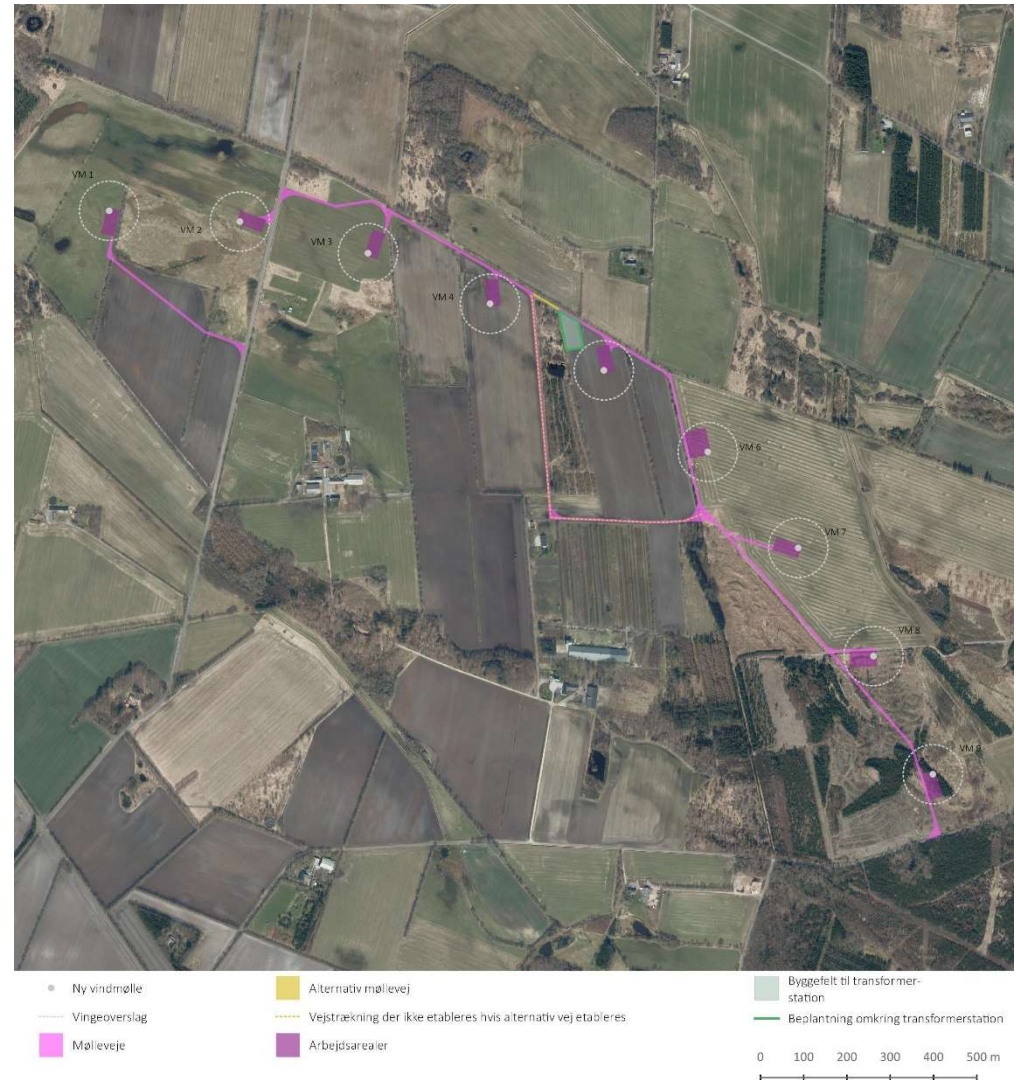 VM 1
VM 2
VM 3
VM 4
VM 6
VM 7
VM 8
VM 9
Ny vindmølle
Vingeoverslag
Mølleveje
Alternativ møllevej
Vejstrækning der ikke etableres hvis alternativ vej etableres
Arbejdsarealer
Byggefelt til transformer-
station
Beplantning omkring transformerstation
0 100 200 300 400 500 m